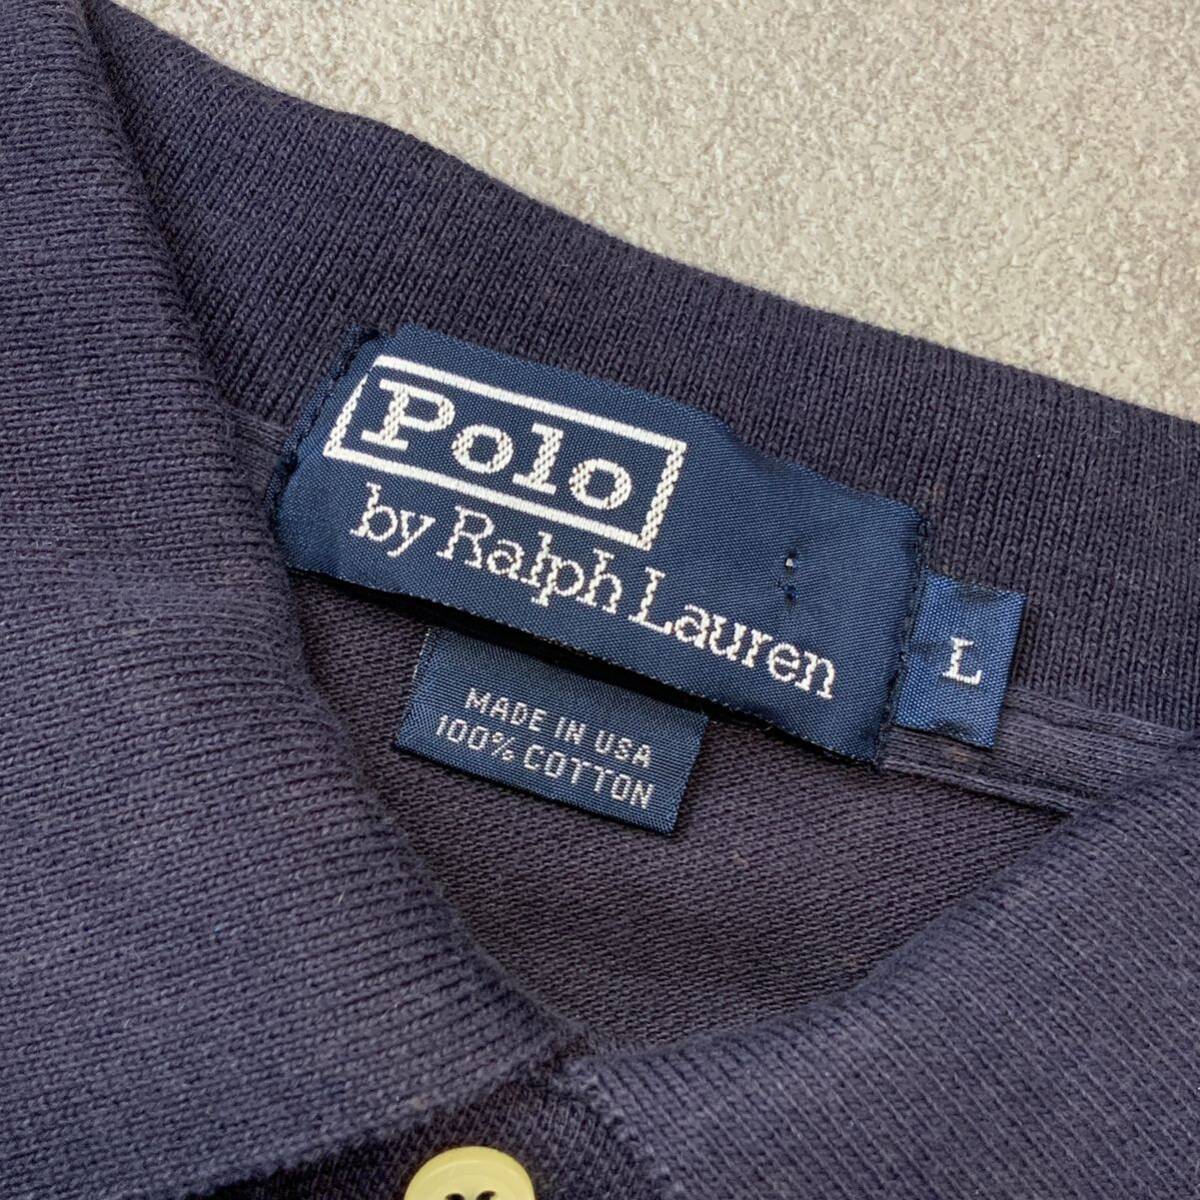 Polo
by Ralph Lauren
L
MADE IN USA
100% COTTON